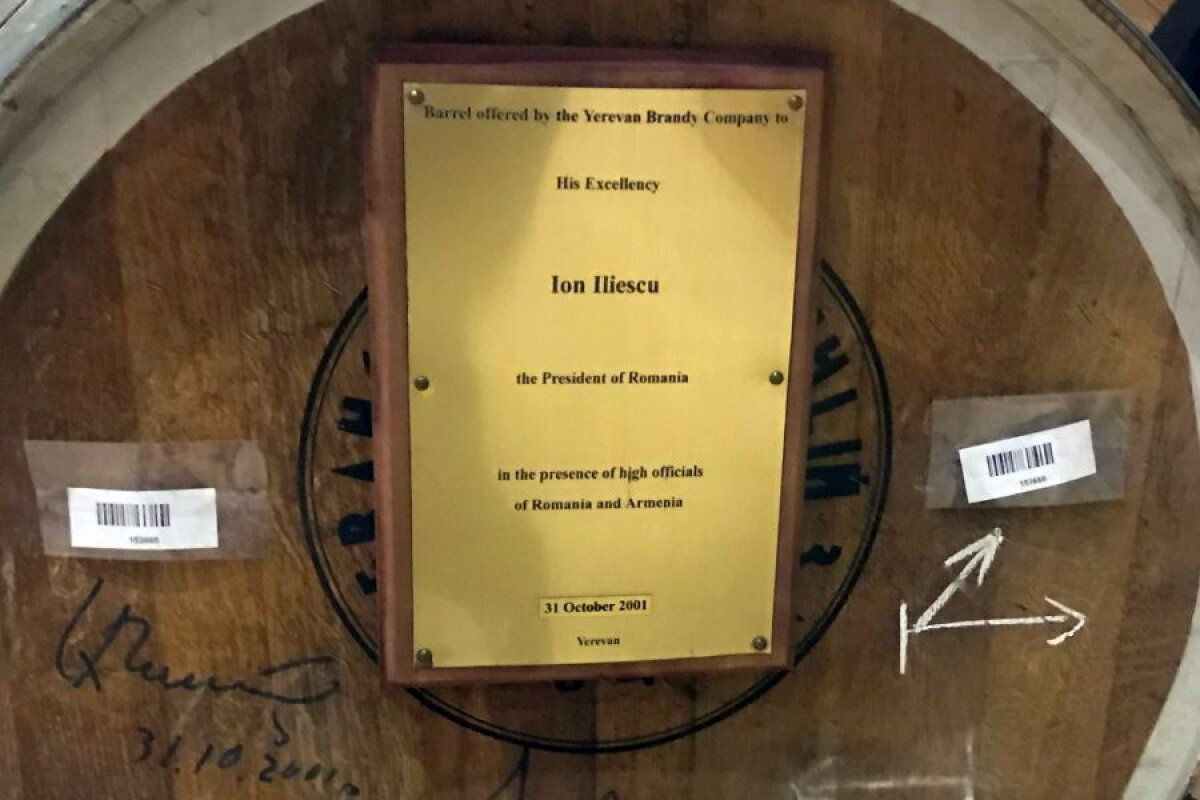 Barrel offered by the Yerevan Brandy Company to
His Excellency
Ion Iliescu
the President of Romania
in the presence of high officials
of Romania and Armenia
31 October 2001
Yerevan
31.10.2001